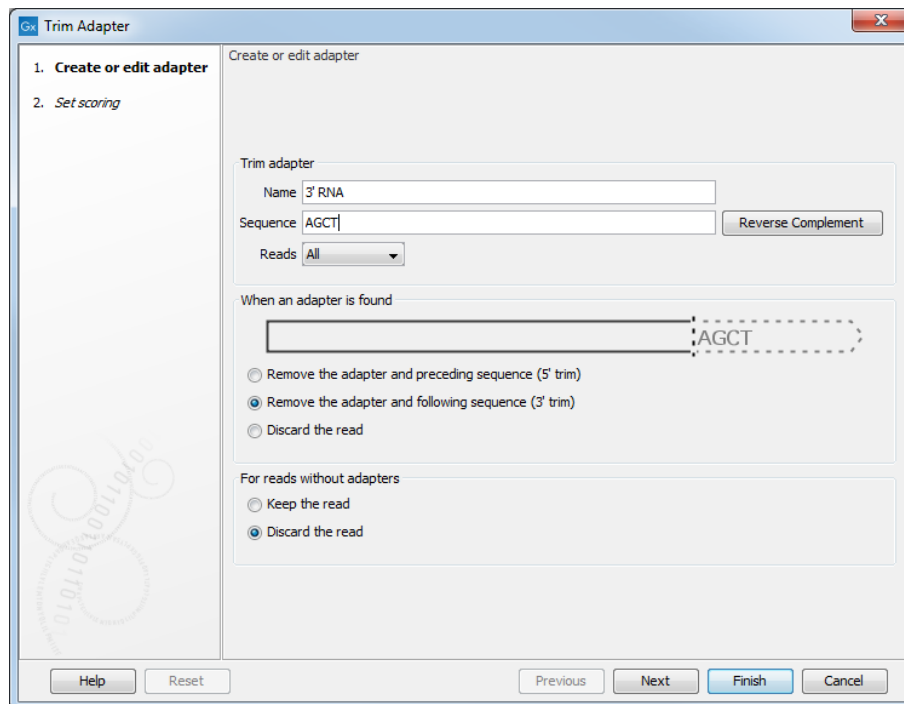 Gx Trim Adapter
1. Create or edit adapter
2. Set scoring
Create or edit adapter
Trim adapter
Name 3' RNA
Sequence AGCT Reverse Complement
Reads All
When an adapter is found
AGCT
Remove the adapter and preceding sequence (5' trim)
Remove the adapter and following sequence (3' trim)
Discard the read
For reads without adapters
Keep the read
Discard the read
Help Reset Previous Next Finish Cancel